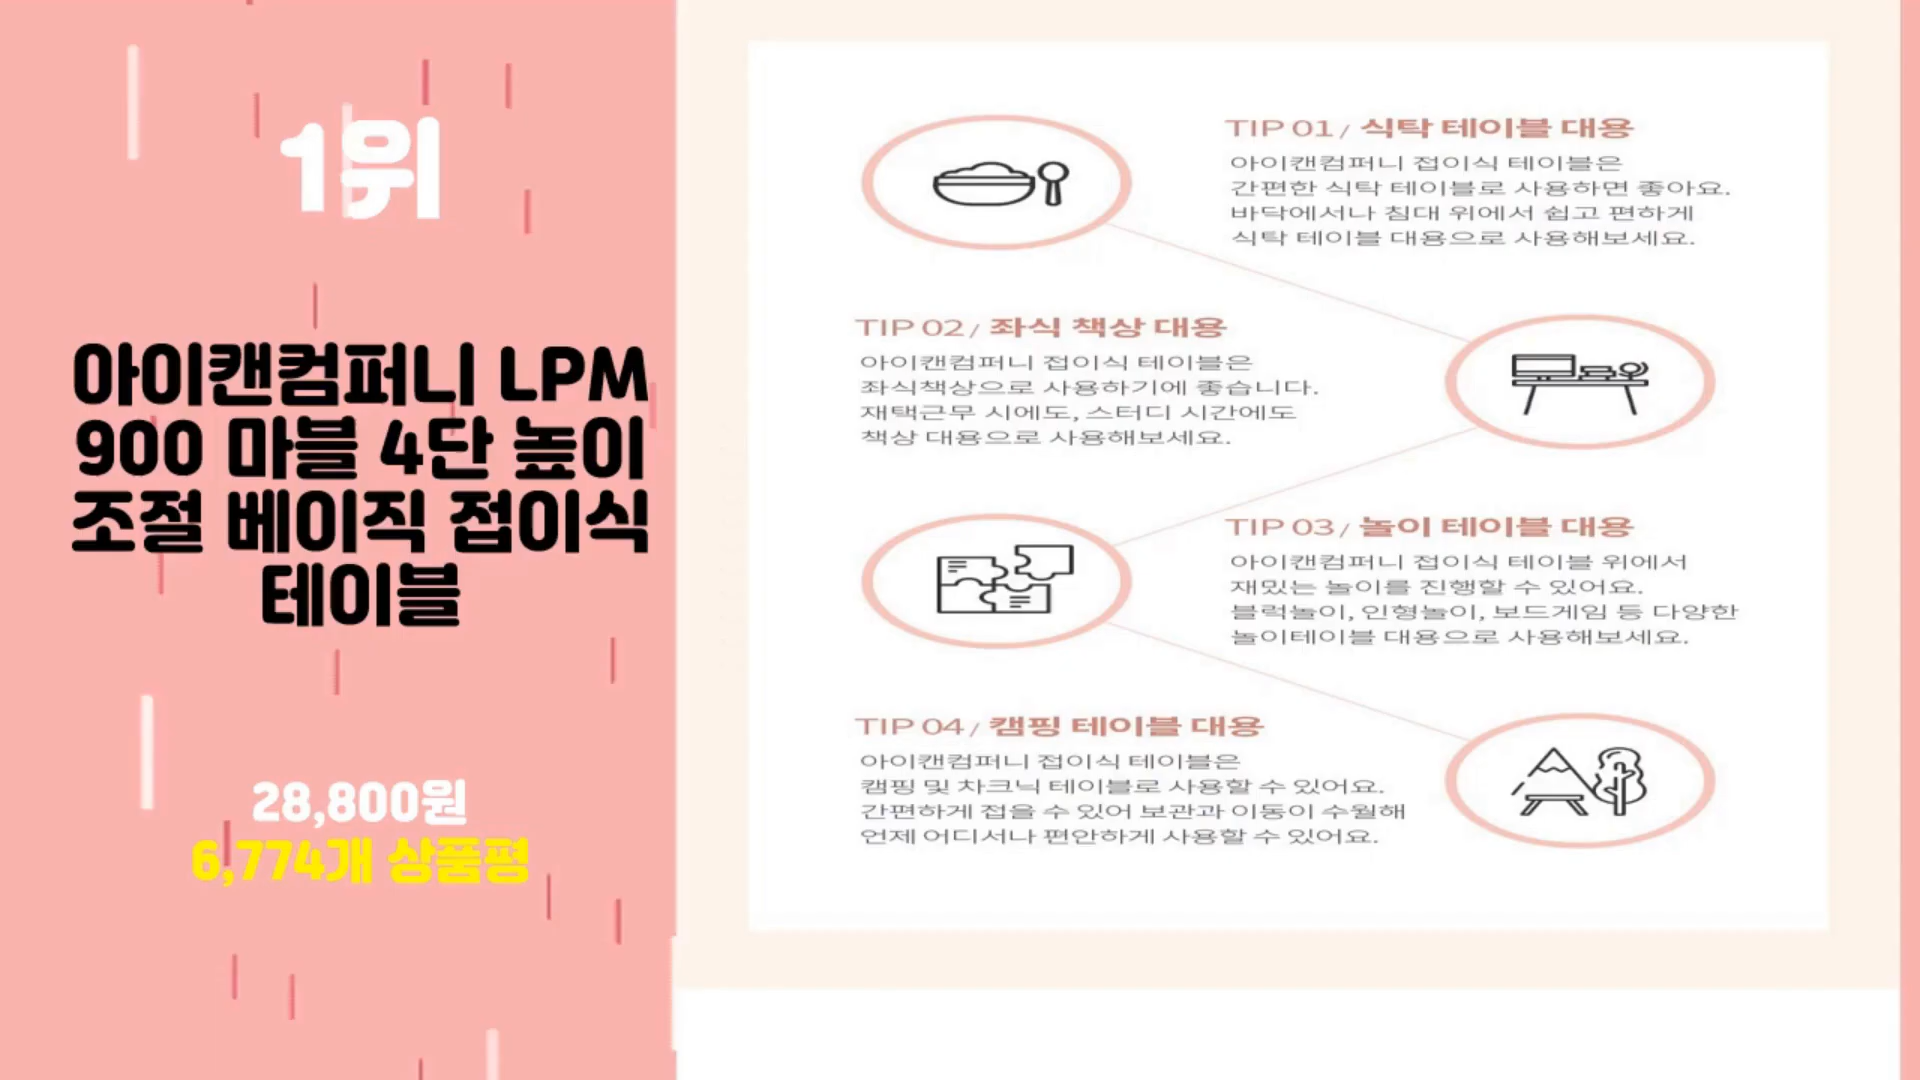 1위
아이캔컴퍼니 LPM
900 마블 4단 높이
조절 베이직 접이식
테이블
28,800원
6,774개 상품평
TIP 01 / 식탁 테이블 대용
아이캔컴퍼니 접이식 테이블은
간편한 식탁 테이블로 사용하면 좋아요.
바닥에서나 침대 위에서 쉽고 편하게
식탁 테이블 대용으로 사용해보세요.
TIP 02 / 좌식 책상 대용
아이캔컴퍼니 접이식 테이블은
좌식책상으로 사용하기에 좋습니다.
재택근무 시에도, 스터디 시간에도
책상 대용으로 사용해보세요.
TIP 03 / 놀이 테이블 대용
아이캔컴퍼니 접이식 테이블 위에서
재밌는 놀이를 진행할 수 있어요.
블럭놀이, 인형놀이, 보드게임 등 다양한
놀이테이블 대용으로 사용해보세요.
TIP 04 / 캠핑 테이블 대용
아이캔컴퍼니 접이식 테이블은
캠핑 및 차크닉 테이블로 사용할 수 있어요.
간편하게 접을 수 있어 보관과 이동이 수월해
언제 어디서나 편안하게 사용할 수 있어요.